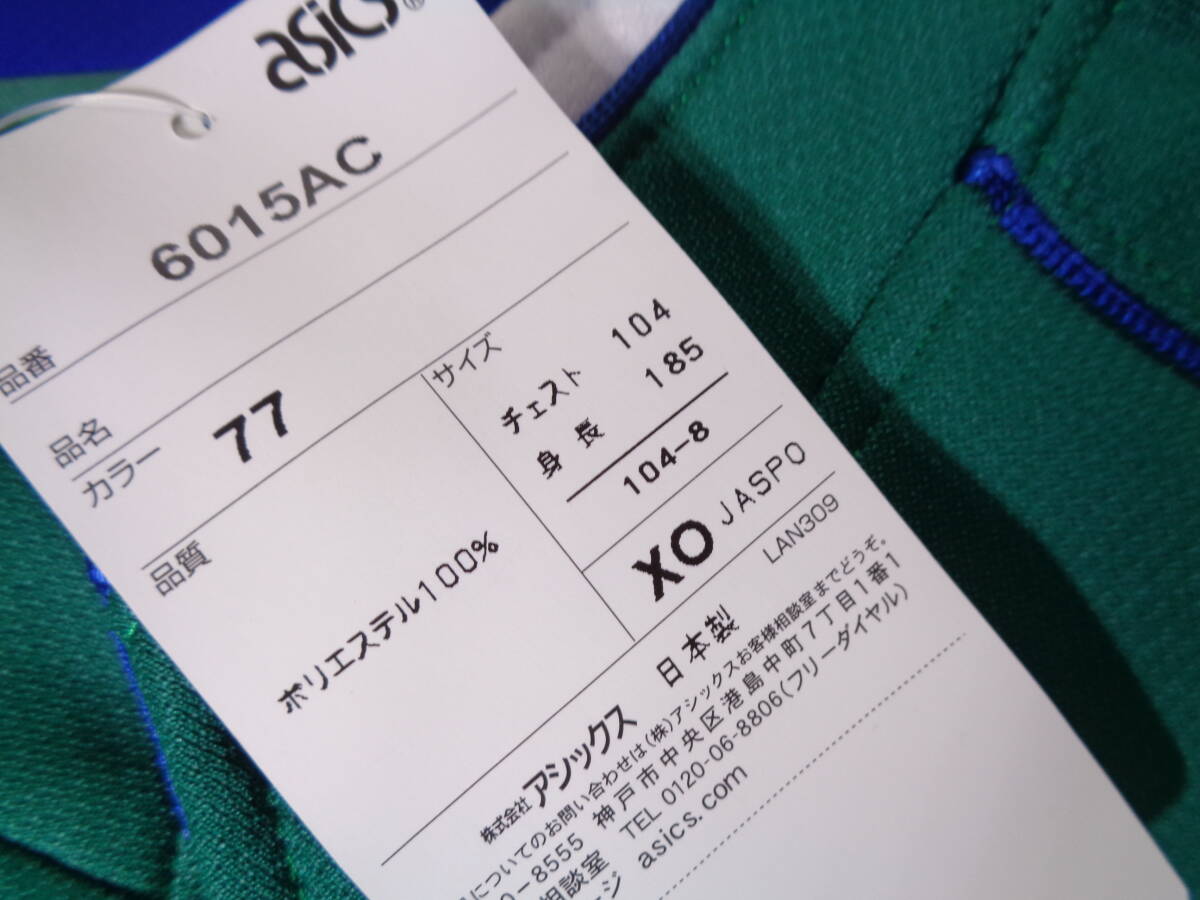 asics®
品番 6015AC
品名
カラー 77
品質
ポリエステル100%
サイズ
チェスト 104
身長 185
104-8
XO JASPO
LAN309
日本製
株式会社アシックス
についてのお問い合わせは(株)アシックスお客様相談室までどうぞ。
0-8555 神戸市中央区港島中町7丁目1番1
相談室 TEL 0120-06-8806(フリーダイヤル)
ージ asics.com